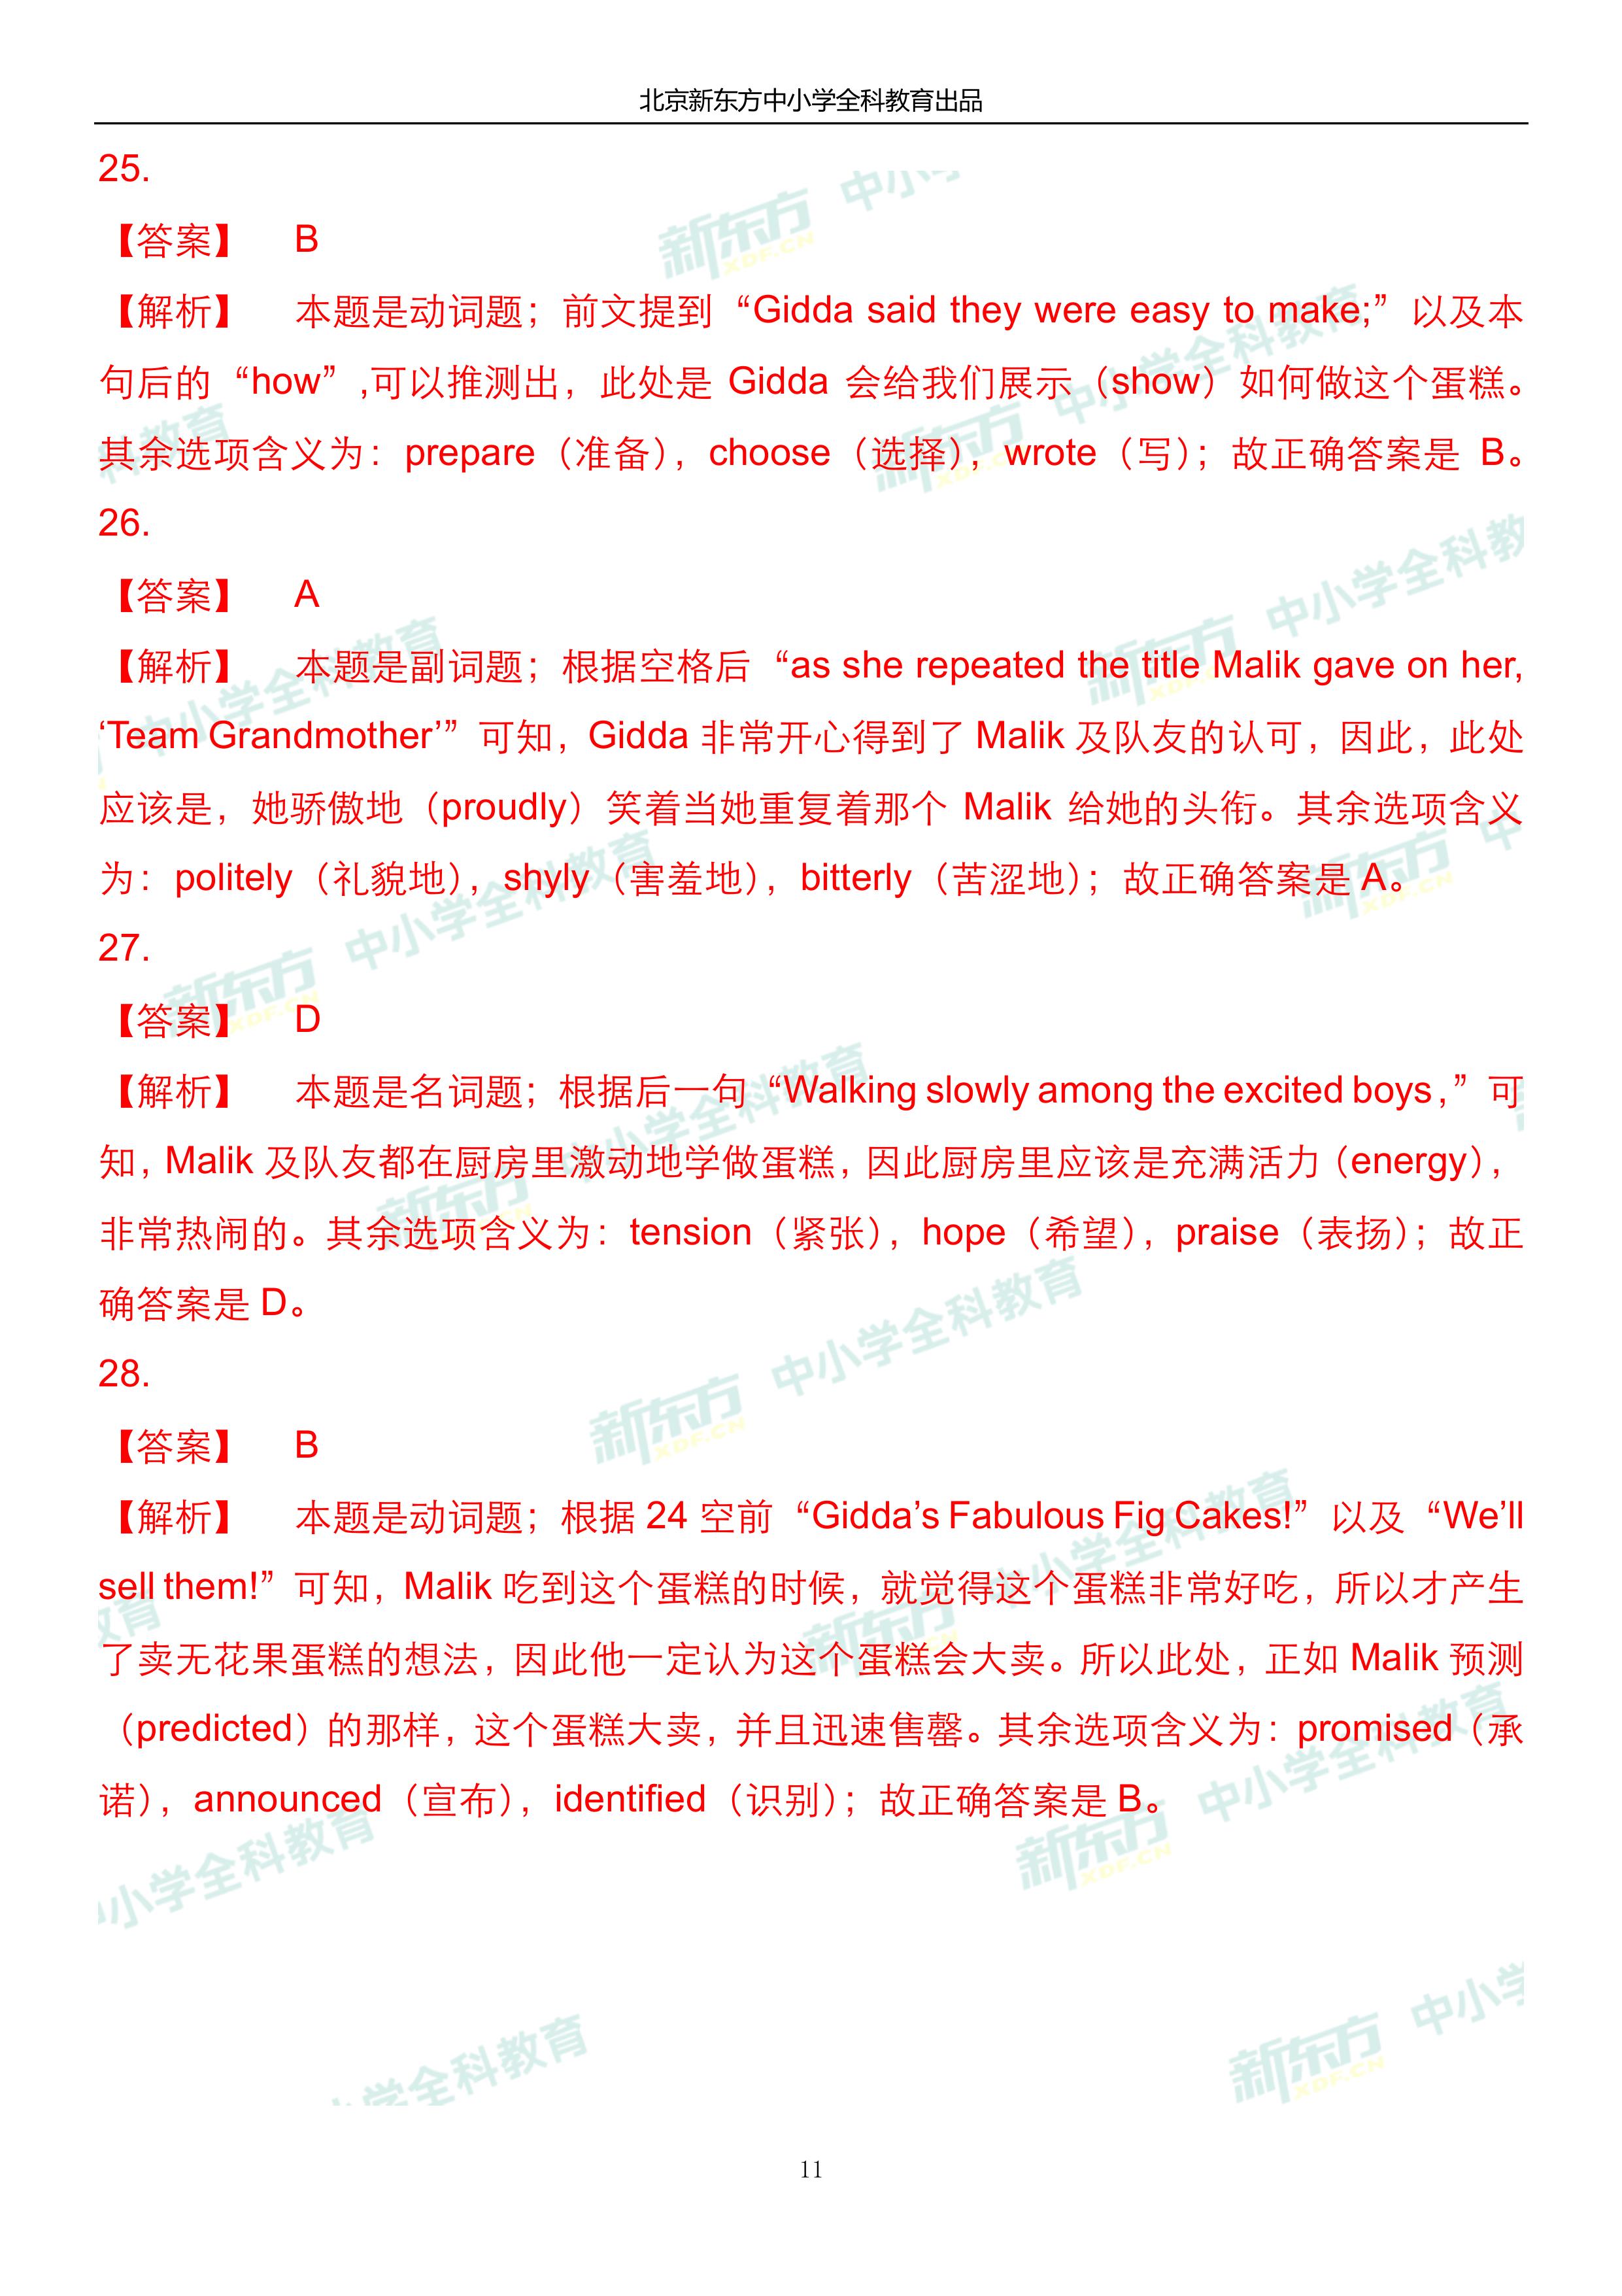 北京新东方中小学全科教育出品
25.
【答案】 B
【解析】 本题是动词题；前文提到“Gidda said they were easy to make;”以及本
句后的“how”,可以推测出，此处是 Gidda 会给我们展示（show）如何做这个蛋糕。
其余选项含义为：prepare（准备），choose（选择），wrote（写）；故正确答案是 B。
26.
【答案】 A
【解析】 本题是副词题；根据空格后“as she repeated the title Malik gave on her,
‘Team Grandmother’”可知，Gidda 非常开心得到了 Malik 及队友的认可，因此，此处
应该是，她骄傲地（proudly）笑着当她重复着那个 Malik 给她的头衔。其余选项含义
为：politely（礼貌地），shyly（害羞地），bitterly（苦涩地）；故正确答案是 A。
27.
【答案】 D
【解析】 本题是名词题；根据后一句“Walking slowly among the excited boys,”可
知，Malik 及队友都在厨房里激动地学做蛋糕，因此厨房里应该是充满活力（energy），
非常热闹的。其余选项含义为：tension（紧张），hope（希望），praise（表扬）；故正
确答案是 D。
28.
【答案】 B
【解析】 本题是动词题；根据 24 空前“Gidda’s Fabulous Fig Cakes!”以及“We’ll
sell them!”可知，Malik 吃到这个蛋糕的时候，就觉得这个蛋糕非常好吃，所以才产生
了卖无花果蛋糕的想法，因此他一定认为这个蛋糕会大卖。所以此处，正如 Malik 预测
（predicted）的那样，这个蛋糕大卖，并且迅速售罄。其余选项含义为：promised（承
诺），announced（宣布），identified（识别）；故正确答案是 B。
11